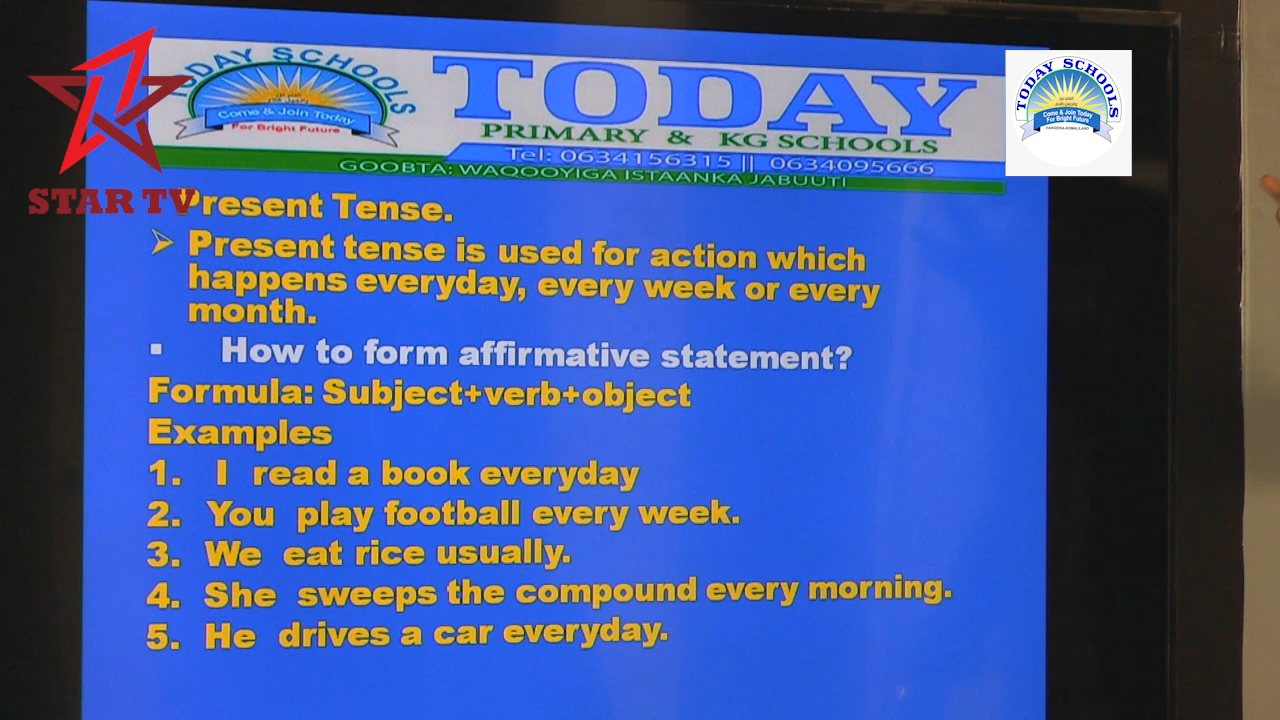 TODAY SCHOOLS
Come & Join Today
For Bright Future
TODAY
PRIMARY & KG SCHOOLS
Tel: 0634156315 || 0634095666
GOOBTA: WAQOOYIGA ISTAANKA JABUUTI
TODAY SCHOOLS
Come & Join Today
For Bright Future
HARGEISA-SOMALILAND
STAR TV
Present Tense.
➢ Present tense is used for action which
happens everyday, every week or every
month.
▪ How to form affirmative statement?
Formula: Subject+verb+object
Examples
1. I read a book everyday
2. You play football every week.
3. We eat rice usually.
4. She sweeps the compound every morning.
5. He drives a car everyday.